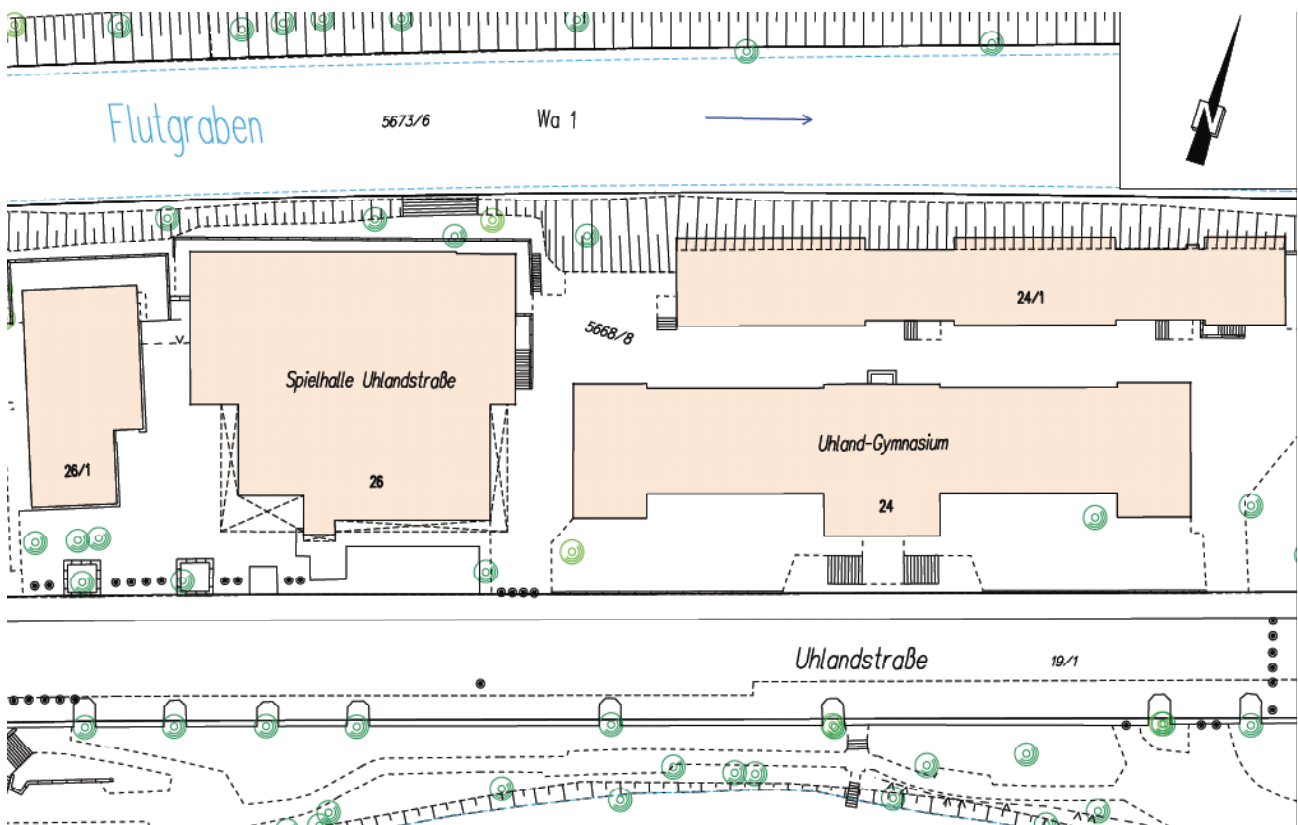 Flutgraben
5673/6
Wa 1
N
24/1
5668/8
Spielhalle Uhlandstraße
Uhland-Gymnasium
26/1
26
24
Uhlandstraße
19/1